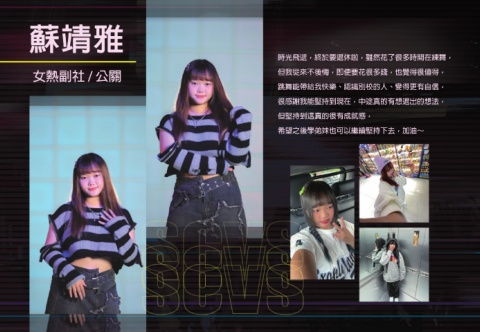 蘇靖雅
女熱副社 / 公關
時光飛逝，終於要退休啦，雖然花了很多時間在練舞，
但我從來不後悔，即使要花很多錢，也覺得很值得，
跳舞能帶給我快樂、認識別校的人、變得更有自信，
很感謝我能堅持到現在，中途真的有想退出的想法，
但堅持到這真的很有成就感，
希望之後學弟妹也可以繼續堅持下去，加油～
SCVS
SCVS